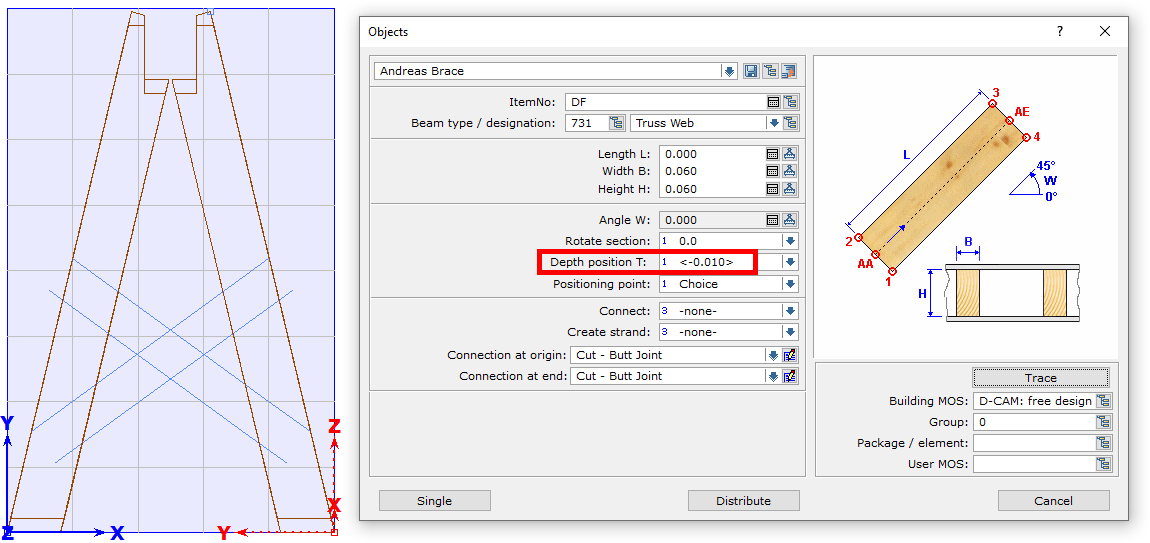 Objects
?
Andreas Brace
ItemNo: DF
Beam type / designation: 731 Truss Web
Length L: 0.000
Width B: 0.060
Height H: 0.060
Angle W: 0.000
Rotate section: 1 0.0
Depth position T: 1 <-0.010>
Positioning point: 1 Choice
Connect: 3 -none-
Create strand: 3 -none-
Connection at origin: Cut - Butt Joint
Connection at end: Cut - Butt Joint
Single
Distribute
Cancel
3
AE
4
L
45°
W
0°
2
AA
1
B
H
Trace
Building MOS: D-CAM: free design
Group: 0
Package / element:
User MOS:
Y
Z
X
Z
X
Y